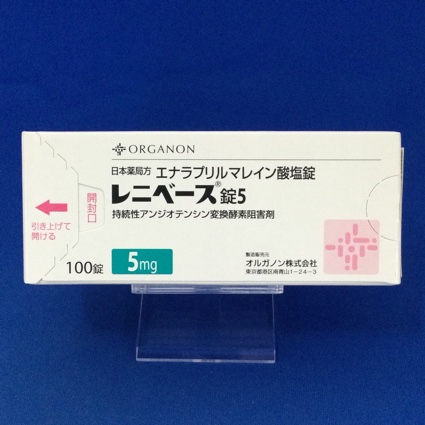 ORGANON
日本薬局方 エナラプリルマレイン酸塩錠
レニベース®錠5
持続性アンジオテンシン変換酵素阻害剤
開封口
引き上げて
開ける
100錠 5mg
製造販売元
オルガノン株式会社
東京都港区南青山1-24-3